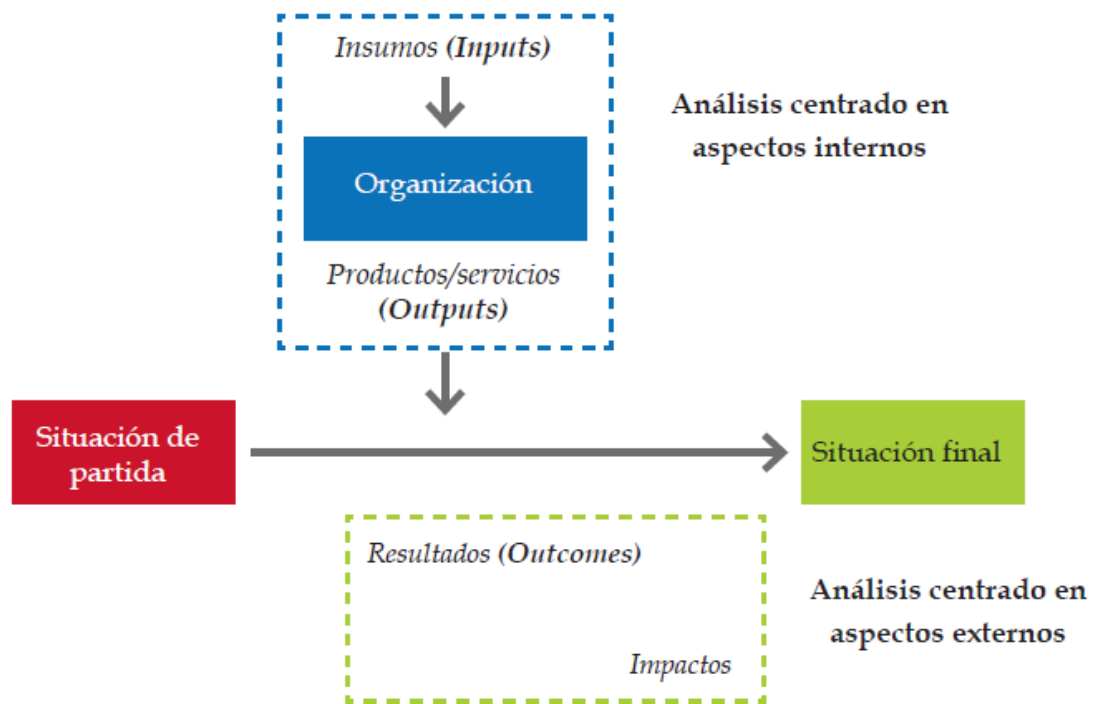 Insumos (Inputs)
Análisis centrado en
aspectos internos
Organización
Productos/servicios
(Outputs)
Situación de
partida
Situación final
Resultados (Outcomes)
Impactos
Análisis centrado en
aspectos externos